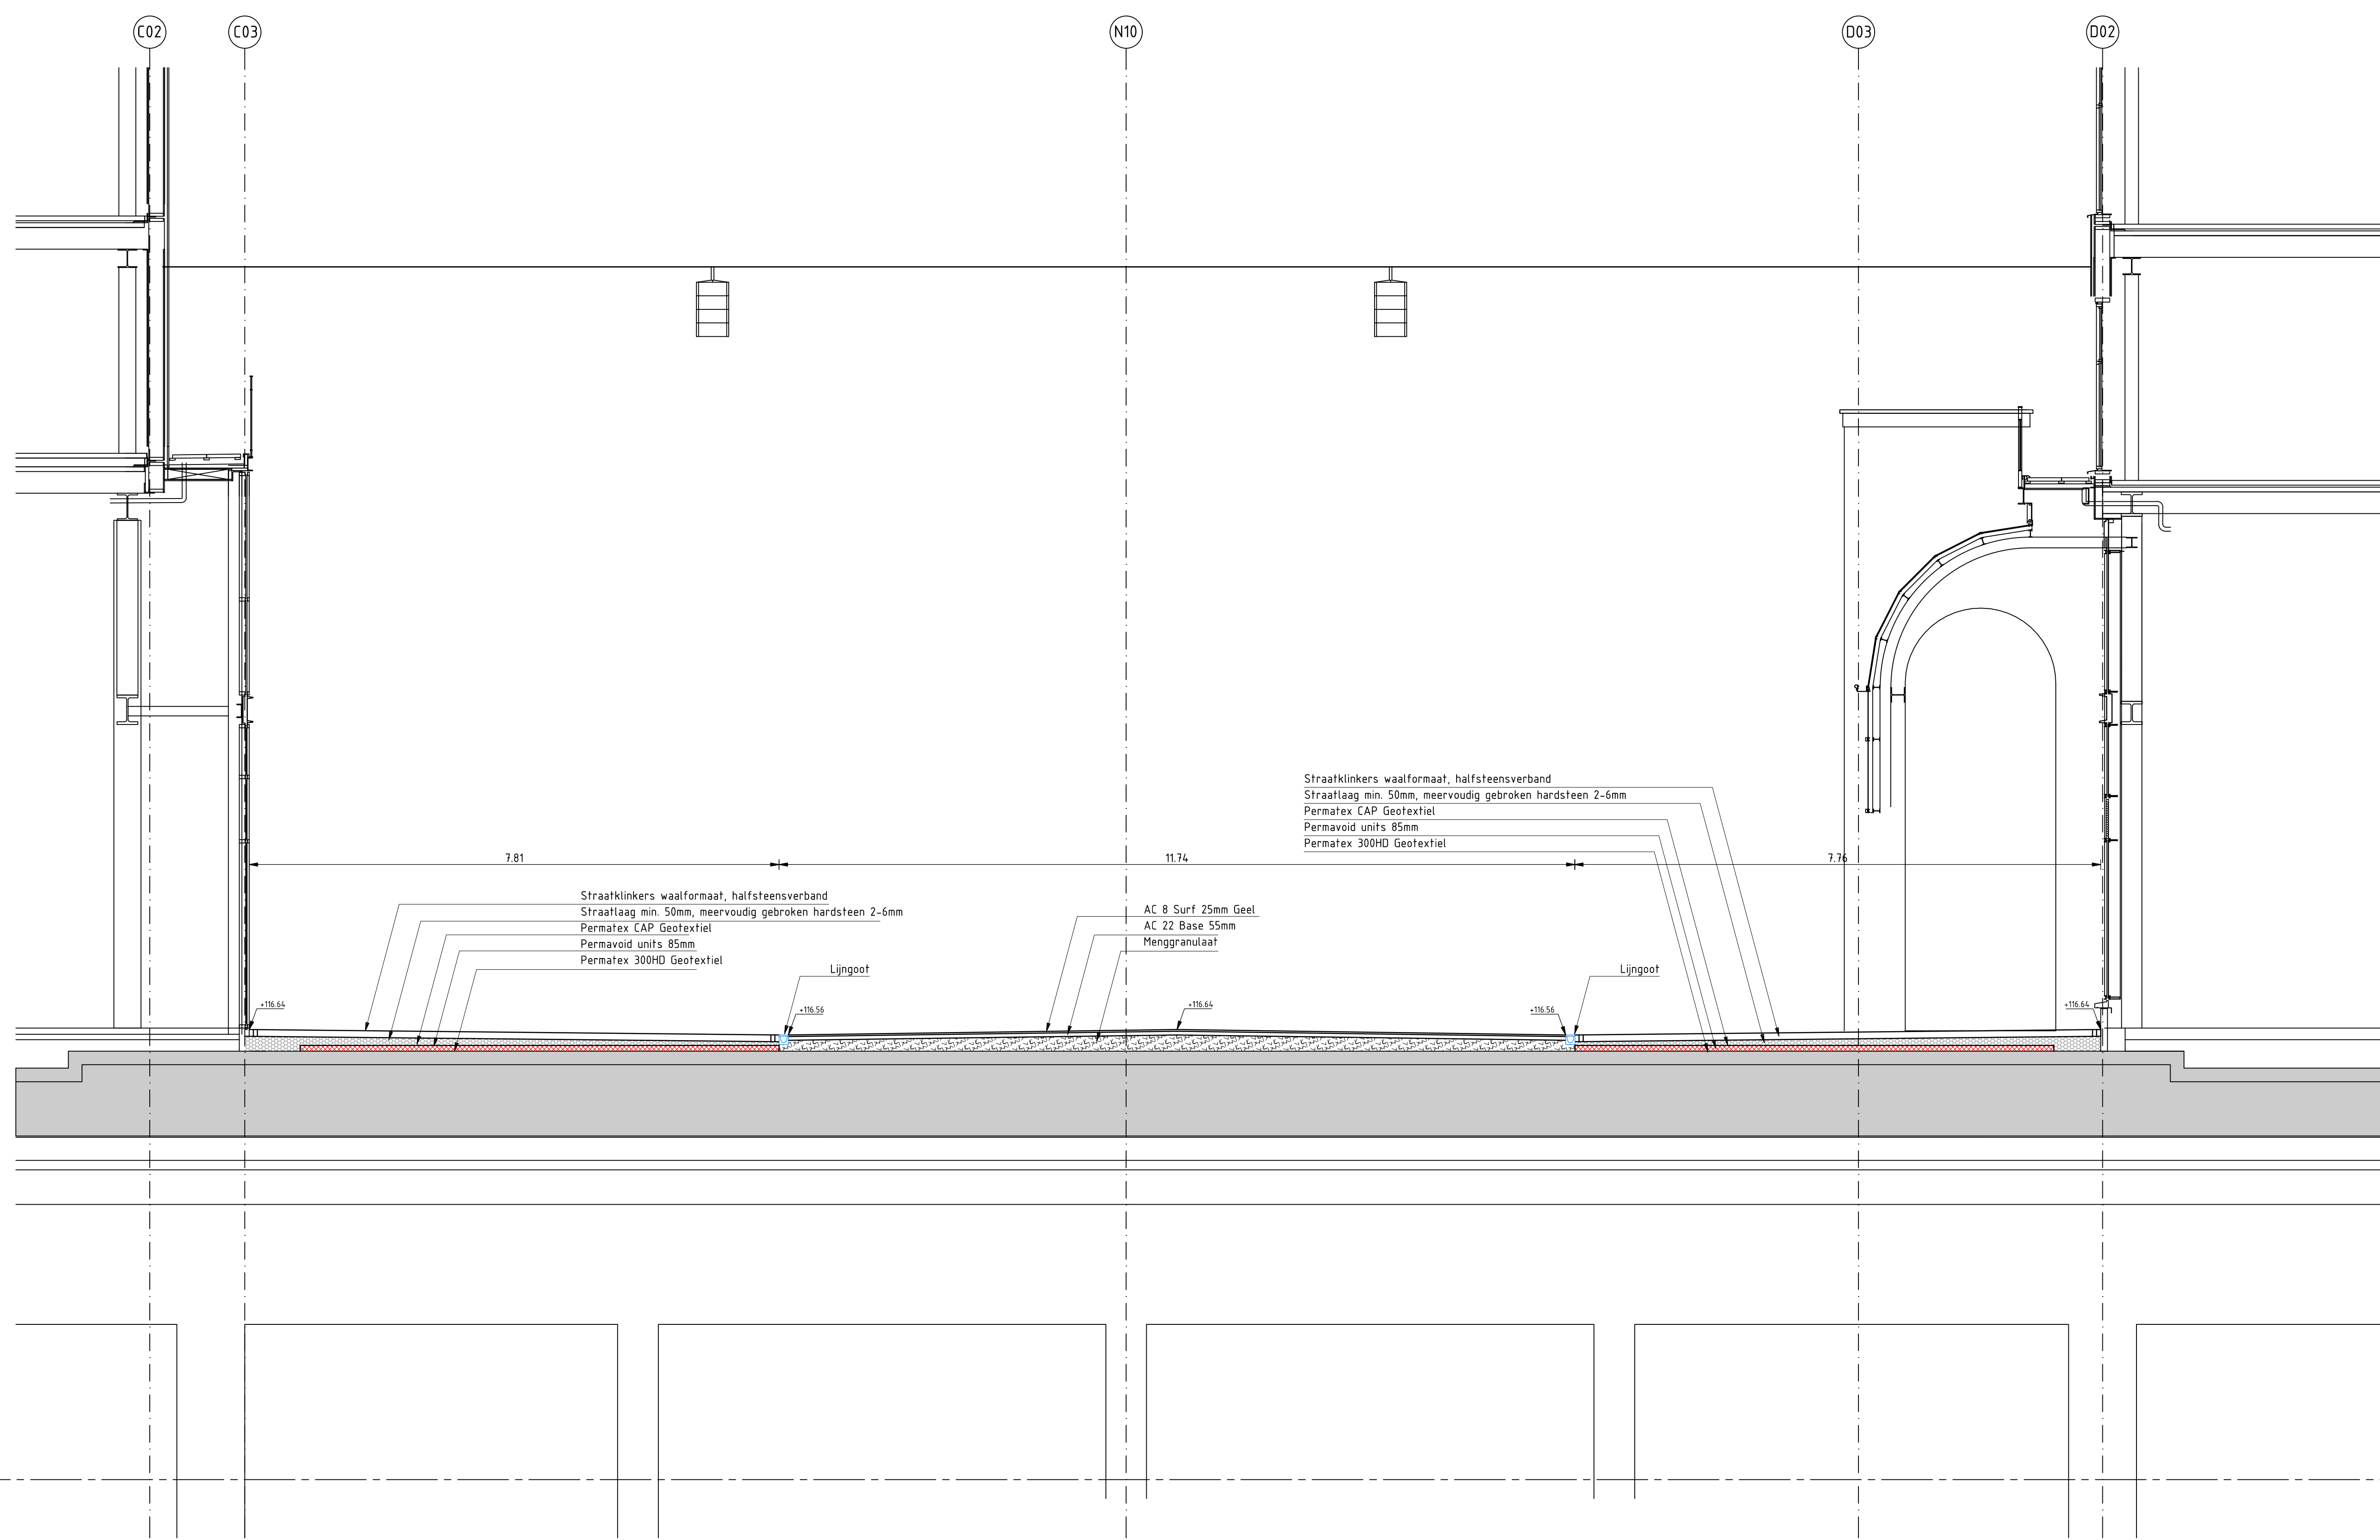 C02
C03
N10
D03
D02
Straatklinkers waalformaat, halfsteensverband
Straatlaag min. 50mm, meervoudig gebroken hardsteen 2-6mm
Permatex CAP Geotextiel
Permavoid units 85mm
Permatex 300HD Geotextiel
7.81
11.74
7.76
Straatklinkers waalformaat, halfsteensverband
Straatlaag min. 50mm, meervoudig gebroken hardsteen 2-6mm
Permatex CAP Geotextiel
Permavoid units 85mm
Permatex 300HD Geotextiel
AC 8 Surf 25mm Geel
AC 22 Base 55mm
Menggranulaat
Lijngoot
Lijngoot
+116.64
+116.56
+116.64
+116.56
+116.64